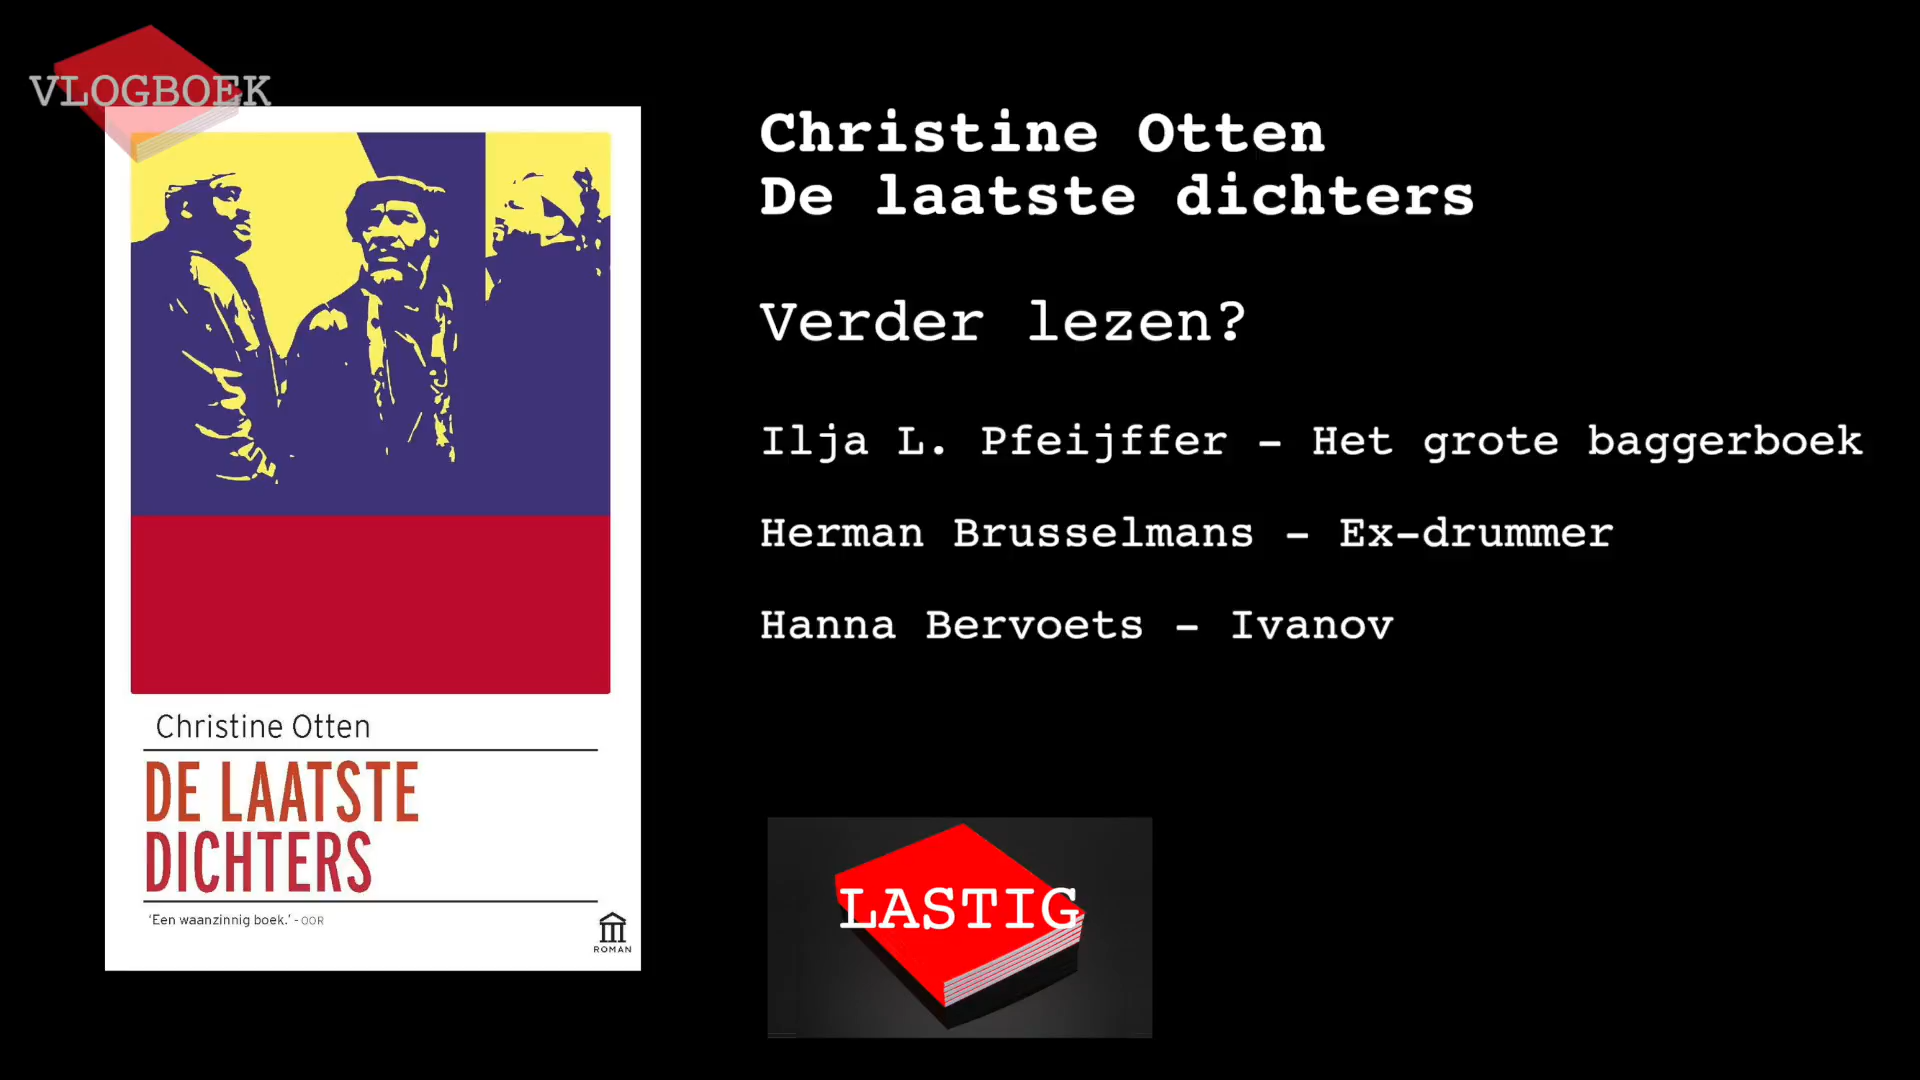 VLOGBOEK
Christine Otten
De laatste dichters
Verder lezen?
Ilja L. Pfeijffer - Het grote baggerboek
Herman Brusselmans - Ex-drummer
Hanna Bervoets - Ivanov
Christine Otten
DE LAATSTE
DICHTERS
'Een waanzinnig boek.' - OOR
ROMAN
LASTIG